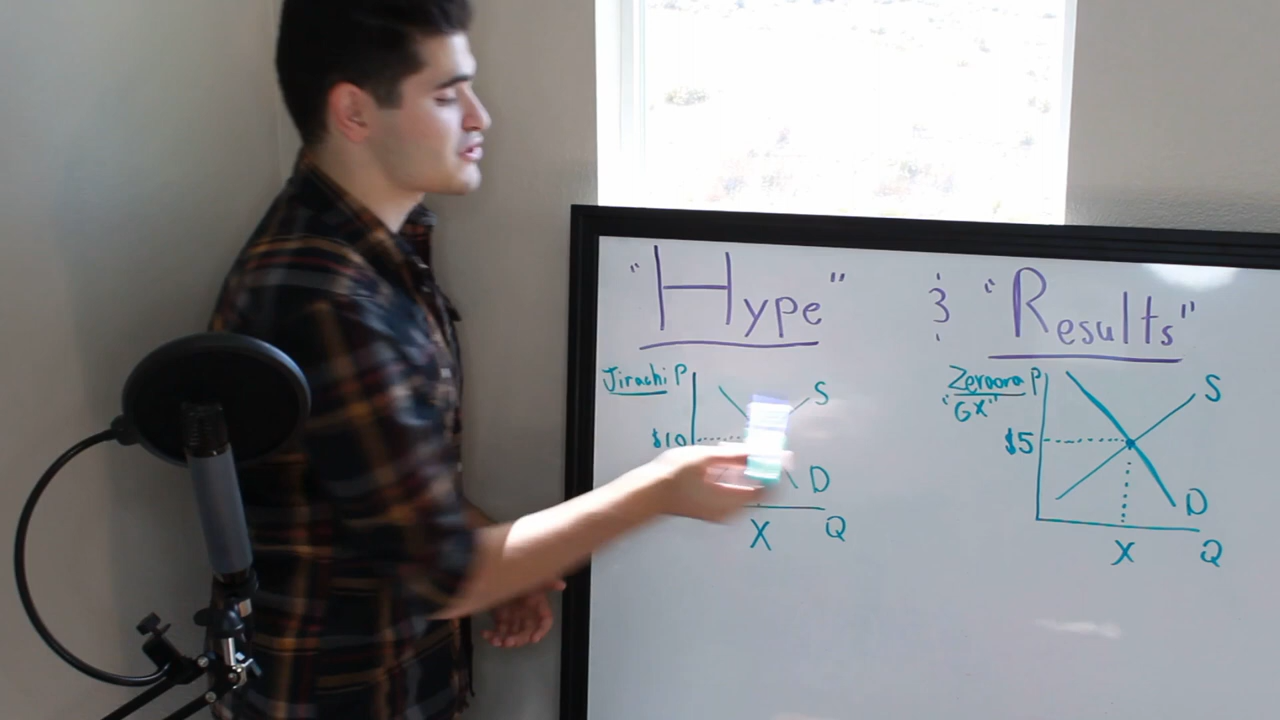 "Hype" & "Results"
Jirachi P
S
$10
D
X Q
Zeraora P
"GX"
S
$5
D
X Q